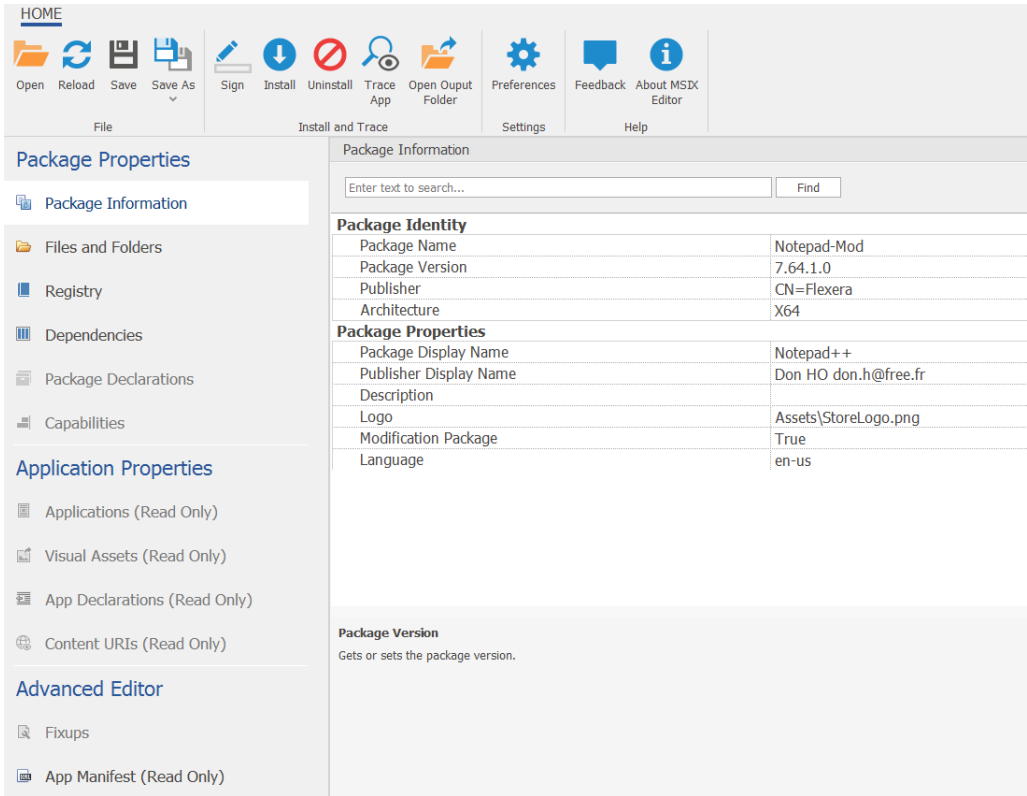 HOME
Open
Reload
Save
Save As
Sign
Install
Uninstall
Trace
App
Open Ouput
Folder
Preferences
Feedback
About MSIX
Editor
File
Install and Trace
Settings
Help
Package Properties
Package Information
Files and Folders
Registry
Dependencies
Package Declarations
Capabilities
Application Properties
Applications (Read Only)
Visual Assets (Read Only)
App Declarations (Read Only)
Content URIs (Read Only)
Advanced Editor
Fixups
App Manifest (Read Only)
Package Information
Enter text to search...
Find
Package Identity
Package Name Notepad-Mod
Package Version 7.64.1.0
Publisher CN=Flexera
Architecture X64
Package Properties
Package Display Name Notepad++
Publisher Display Name Don HO don.h@free.fr
Description
Logo Assets\StoreLogo.png
Modification Package True
Language en-us
Package Version
Gets or sets the package version.